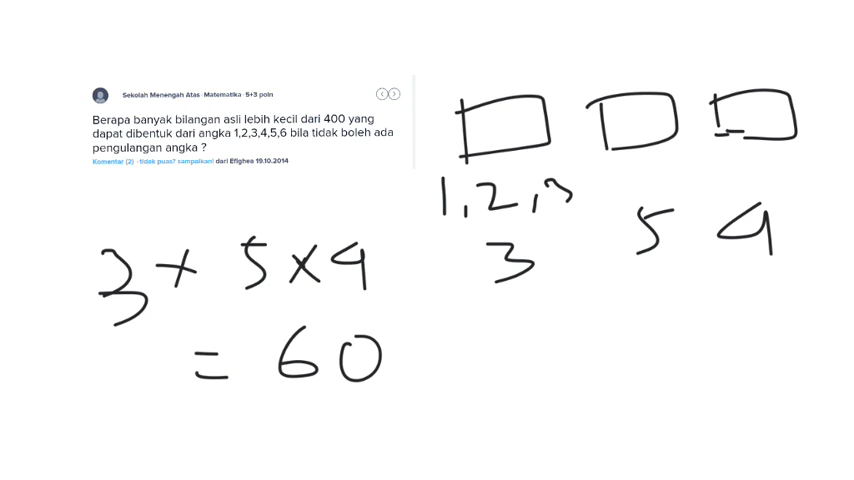 Sekolah Menengah Atas · Matematika · 5+3 poin
Berapa banyak bilangan asli lebih kecil dari 400 yang
dapat dibentuk dari angka 1,2,3,4,5,6 bila tidak boleh ada
pengulangan angka ?
Komentar (2) · tidak puas? sampaikan! dari Efighea 19.10.2014
1, 2, 3
3 5 4
3 × 5 × 4
= 60